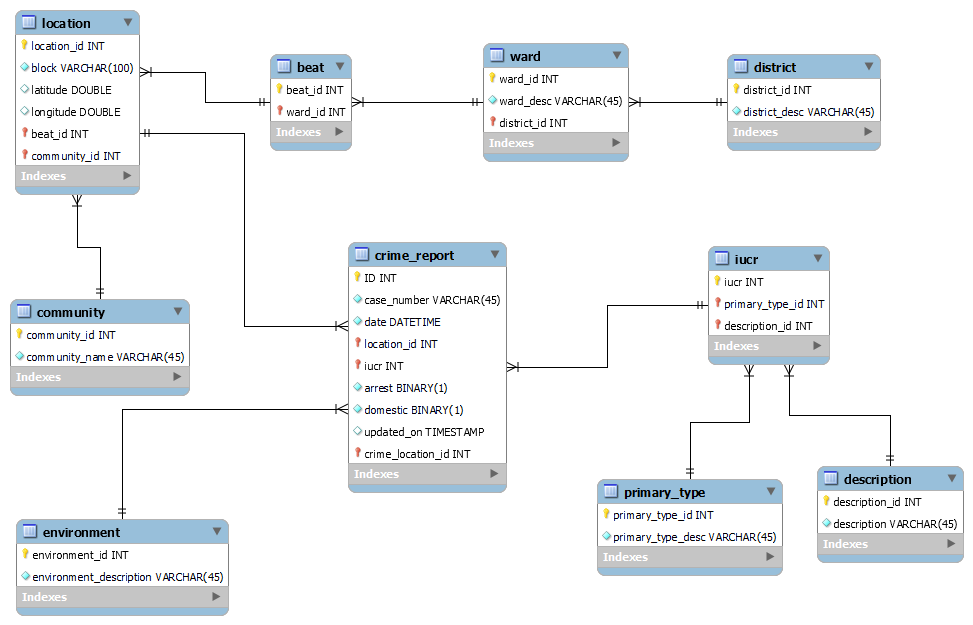 location
location_id INT
block VARCHAR(100)
latitude DOUBLE
longitude DOUBLE
beat_id INT
community_id INT
Indexes
beat
beat_id INT
ward_id INT
Indexes
ward
ward_id INT
ward_desc VARCHAR(45)
district_id INT
Indexes
district
district_id INT
district_desc VARCHAR(45)
Indexes
community
community_id INT
community_name VARCHAR(45)
Indexes
crime_report
ID INT
case_number VARCHAR(45)
date DATETIME
location_id INT
iucr INT
arrest BINARY(1)
domestic BINARY(1)
updated_on TIMESTAMP
crime_location_id INT
Indexes
iucr
iucr INT
primary_type_id INT
description_id INT
Indexes
environment
environment_id INT
environment_description VARCHAR(45)
Indexes
primary_type
primary_type_id INT
primary_type_desc VARCHAR(45)
Indexes
description
description_id INT
description VARCHAR(45)
Indexes